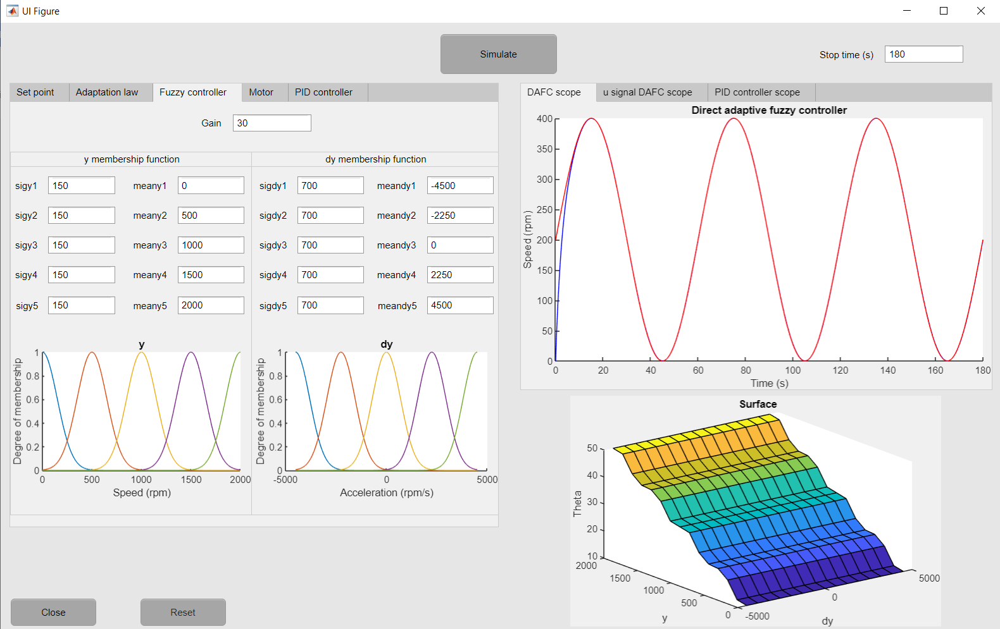 UI Figure
Simulate
Stop time (s) 180
Set point Adaptation law Fuzzy controller Motor PID controller
Gain 30
y membership function dy membership function
sigy1 150 meany1 0 sigdy1 700 meandy1 -4500
sigy2 150 meany2 500 sigdy2 700 meandy2 -2250
sigy3 150 meany3 1000 sigdy3 700 meandy3 0
sigy4 150 meany4 1500 sigdy4 700 meandy4 2250
sigy5 150 meany5 2000 sigdy5 700 meandy5 4500
y
1
0.8
0.6
0.4
0.2
0
Degree of membership
0 500 1000 1500 2000
Speed (rpm)
dy
1
0.8
0.6
0.4
0.2
0
Degree of membership
-5000 0 5000
Acceleration (rpm/s)
Close Reset
DAFC scope u signal DAFC scope PID controller scope
Direct adaptive fuzzy controller
400
350
300
250
200
150
100
50
0
Speed (rpm)
0 20 40 60 80 100 120 140 160 180
Time (s)
Surface
50
40
30
20
10
Theta
2000
1500
1000
500
0
y
-5000
0
5000
dy